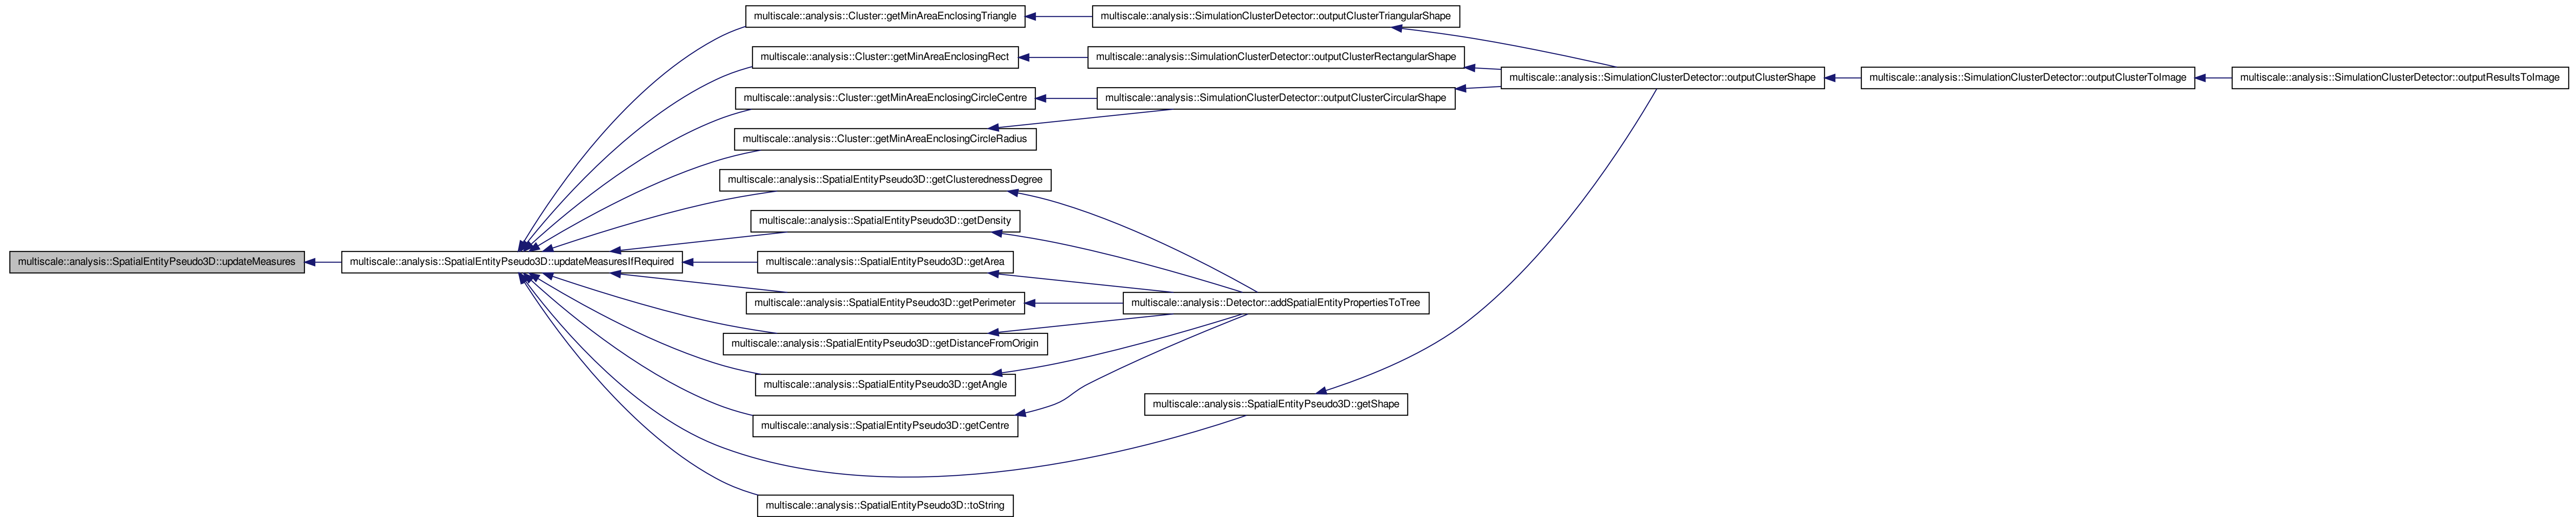 multiscale::analysis::Cluster::getMinAreaEnclosingTriangle
multiscale::analysis::SimulationClusterDetector::outputClusterTriangularShape
multiscale::analysis::Cluster::getMinAreaEnclosingRect
multiscale::analysis::SimulationClusterDetector::outputClusterRectangularShape
multiscale::analysis::SimulationClusterDetector::outputClusterShape
multiscale::analysis::SimulationClusterDetector::outputClusterToImage
multiscale::analysis::SimulationClusterDetector::outputResultsToImage
multiscale::analysis::Cluster::getMinAreaEnclosingCircleCentre
multiscale::analysis::SimulationClusterDetector::outputClusterCircularShape
multiscale::analysis::Cluster::getMinAreaEnclosingCircleRadius
multiscale::analysis::SpatialEntityPseudo3D::getClusterednessDegree
multiscale::analysis::SpatialEntityPseudo3D::getDensity
multiscale::analysis::SpatialEntityPseudo3D::updateMeasures
multiscale::analysis::SpatialEntityPseudo3D::updateMeasuresIfRequired
multiscale::analysis::SpatialEntityPseudo3D::getArea
multiscale::analysis::SpatialEntityPseudo3D::getPerimeter
multiscale::analysis::Detector::addSpatialEntityPropertiesToTree
multiscale::analysis::SpatialEntityPseudo3D::getDistanceFromOrigin
multiscale::analysis::SpatialEntityPseudo3D::getAngle
multiscale::analysis::SpatialEntityPseudo3D::getShape
multiscale::analysis::SpatialEntityPseudo3D::getCentre
multiscale::analysis::SpatialEntityPseudo3D::toString